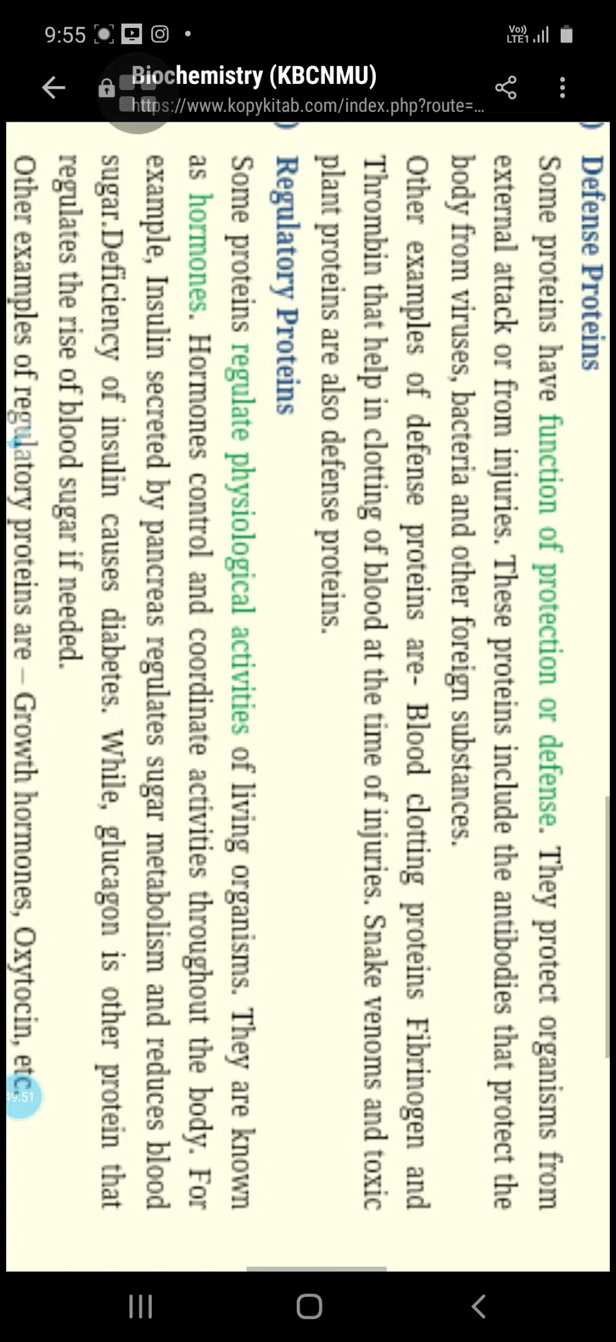 9:55
Vo))
LTE1
Biochemistry (KBCNMU)
https://www.kopykitab.com/index.php?route=...
) Defense Proteins
Some proteins have function of protection or defense. They protect organisms from
external attack or from injuries. These proteins include the antibodies that protect the
body from viruses, bacteria and other foreign substances.
Other examples of defense proteins are- Blood clotting proteins Fibrinogen and
Thrombin that help in clotting of blood at the time of injuries. Snake venoms and toxic
plant proteins are also defense proteins.
) Regulatory Proteins
Some proteins regulate physiological activities of living organisms. They are known
as hormones. Hormones control and coordinate activities throughout the body. For
example, Insulin secreted by pancreas regulates sugar metabolism and reduces blood
sugar.Deficiency of insulin causes diabetes. While, glucagon is other protein that
regulates the rise of blood sugar if needed.
Other examples of regulatory proteins are – Growth hormones, Oxytocin, etc.